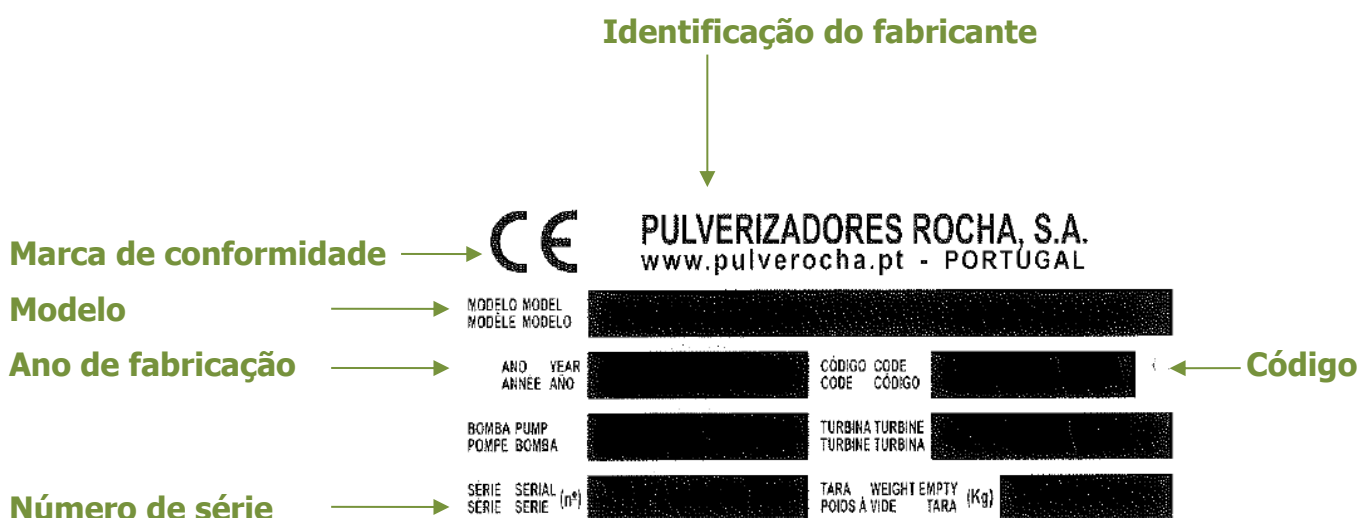 Identificação do fabricante
CE PULVERIZADORES ROCHA, S.A.
www.pulverocha.pt - PORTUGAL
Marca de conformidade
Modelo
MODELO MODEL
MODÈLE MODELO
Ano de fabricação
ANO YEAR
ANNÉE AÑO
CÓDIGO CODE
CODE CÓDIGO
Código
BOMBA PUMP
POMPE BOMBA
TURBINA TURBINE
TURBINE TURBINA
Número de série
SÉRIE SERIAL (nº)
SÉRIE SERIE
TARA WEIGHT EMPTY (Kg)
POIDS À VIDE TARA